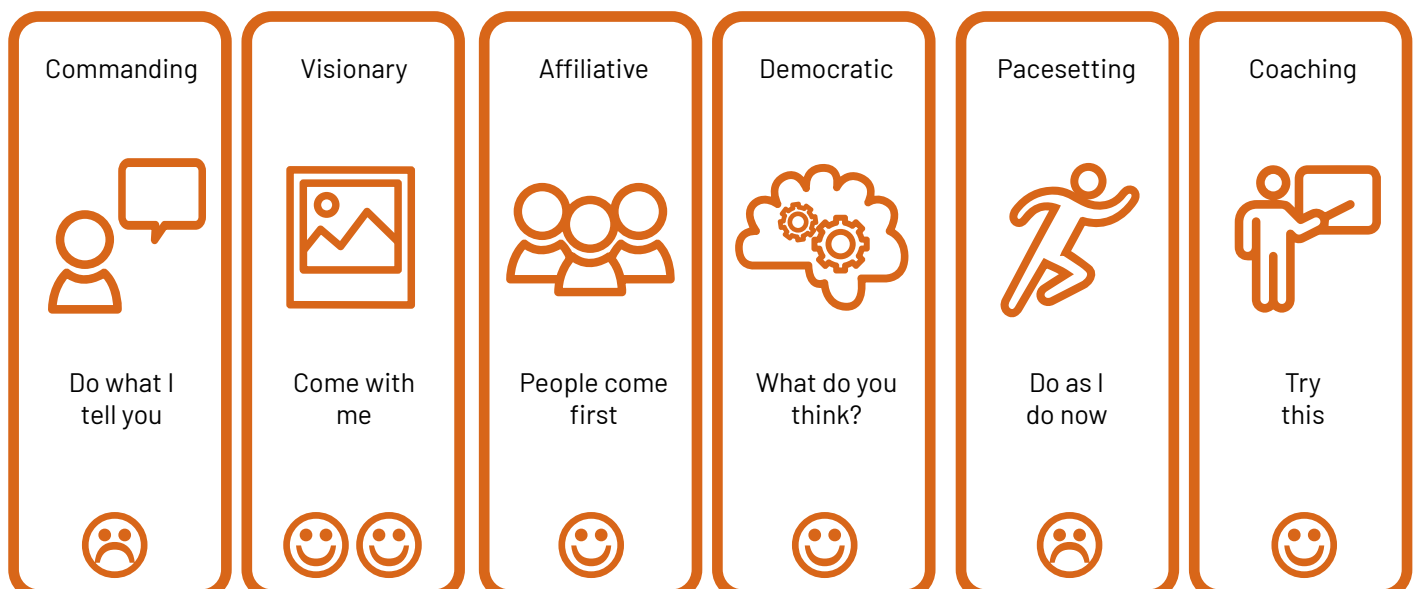 Commanding
Visionary
Affiliative
Democratic
Pacesetting
Coaching
Do what I
tell you
Come with
me
People come
first
What do you
think?
Do as I
do now
Try
this